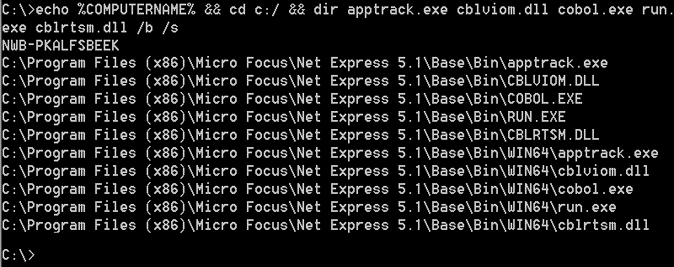 C:\>echo %COMPUTERNAME% && cd c:/ && dir apptrack.exe cblviom.dll cobol.exe run.
exe cblrtsm.dll /b /s
NWB-PKALFSBEEK
C:\Program Files (x86)\Micro Focus\Net Express 5.1\Base\Bin\apptrack.exe
C:\Program Files (x86)\Micro Focus\Net Express 5.1\Base\Bin\CBLVIOM.DLL
C:\Program Files (x86)\Micro Focus\Net Express 5.1\Base\Bin\COBOL.EXE
C:\Program Files (x86)\Micro Focus\Net Express 5.1\Base\Bin\RUN.EXE
C:\Program Files (x86)\Micro Focus\Net Express 5.1\Base\Bin\CBLRTSM.DLL
C:\Program Files (x86)\Micro Focus\Net Express 5.1\Base\Bin\WIN64\apptrack.exe
C:\Program Files (x86)\Micro Focus\Net Express 5.1\Base\Bin\WIN64\cblviom.dll
C:\Program Files (x86)\Micro Focus\Net Express 5.1\Base\Bin\WIN64\cobol.exe
C:\Program Files (x86)\Micro Focus\Net Express 5.1\Base\Bin\WIN64\run.exe
C:\Program Files (x86)\Micro Focus\Net Express 5.1\Base\Bin\WIN64\cblrtsm.dll
C:\>